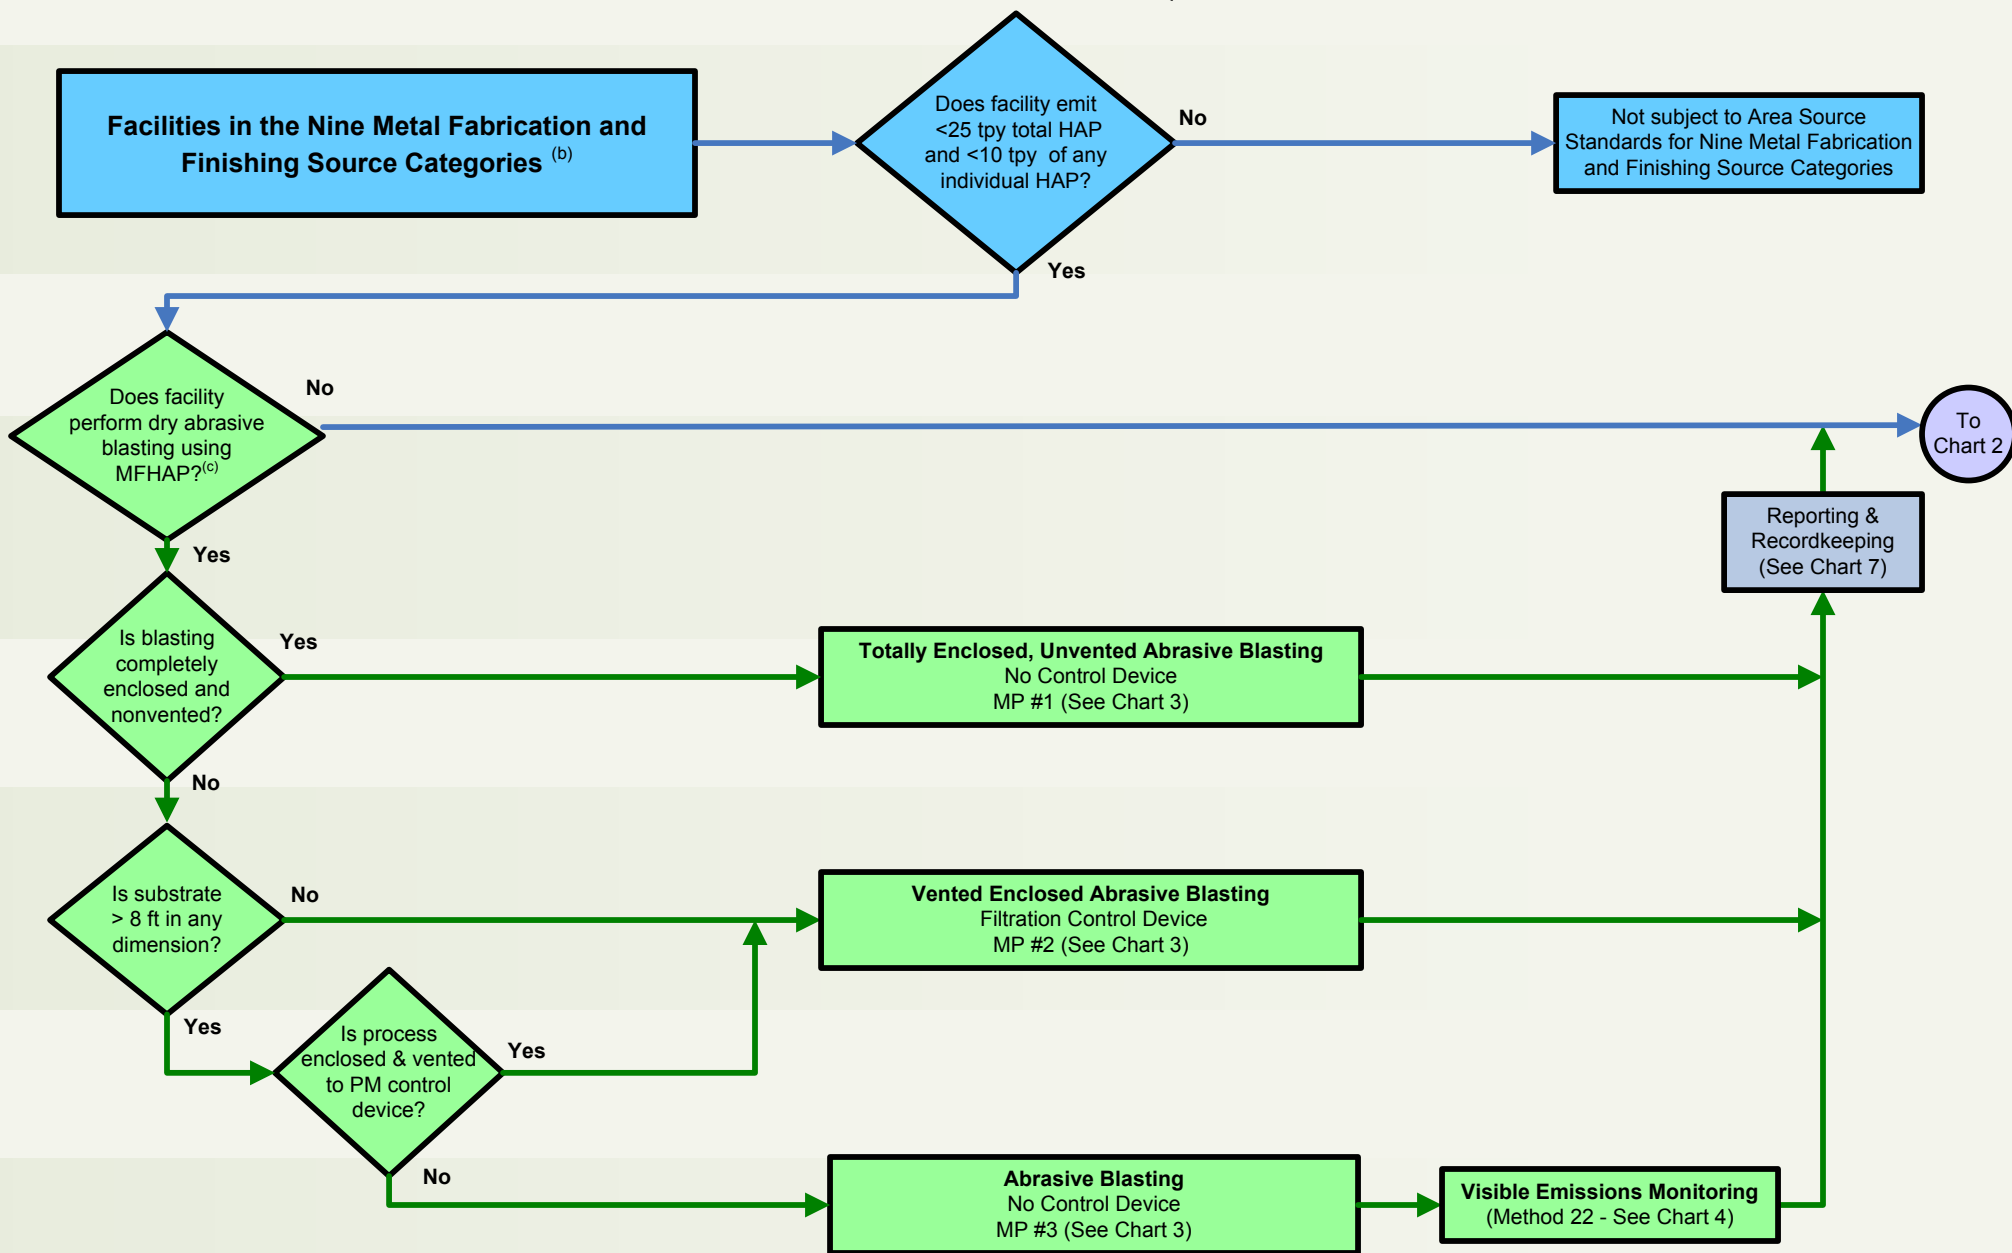 Facilities in the Nine Metal Fabrication and
Finishing Source Categories (b)
Does facility emit
<25 tpy total HAP
and <10 tpy of any
individual HAP?
No
Not subject to Area Source
Standards for Nine Metal Fabrication
and Finishing Source Categories
Yes
Does facility
perform dry abrasive
blasting using
MFHAP?(c)
No
To
Chart 2
Reporting &
Recordkeeping
(See Chart 7)
Yes
Is blasting
completely
enclosed and
nonvented?
Yes
Totally Enclosed, Unvented Abrasive Blasting
No Control Device
MP #1 (See Chart 3)
No
Is substrate
> 8 ft in any
dimension?
No
Vented Enclosed Abrasive Blasting
Filtration Control Device
MP #2 (See Chart 3)
Yes
Is process
enclosed & vented
to PM control
device?
Yes
No
Abrasive Blasting
No Control Device
MP #3 (See Chart 3)
Visible Emissions Monitoring
(Method 22 - See Chart 4)